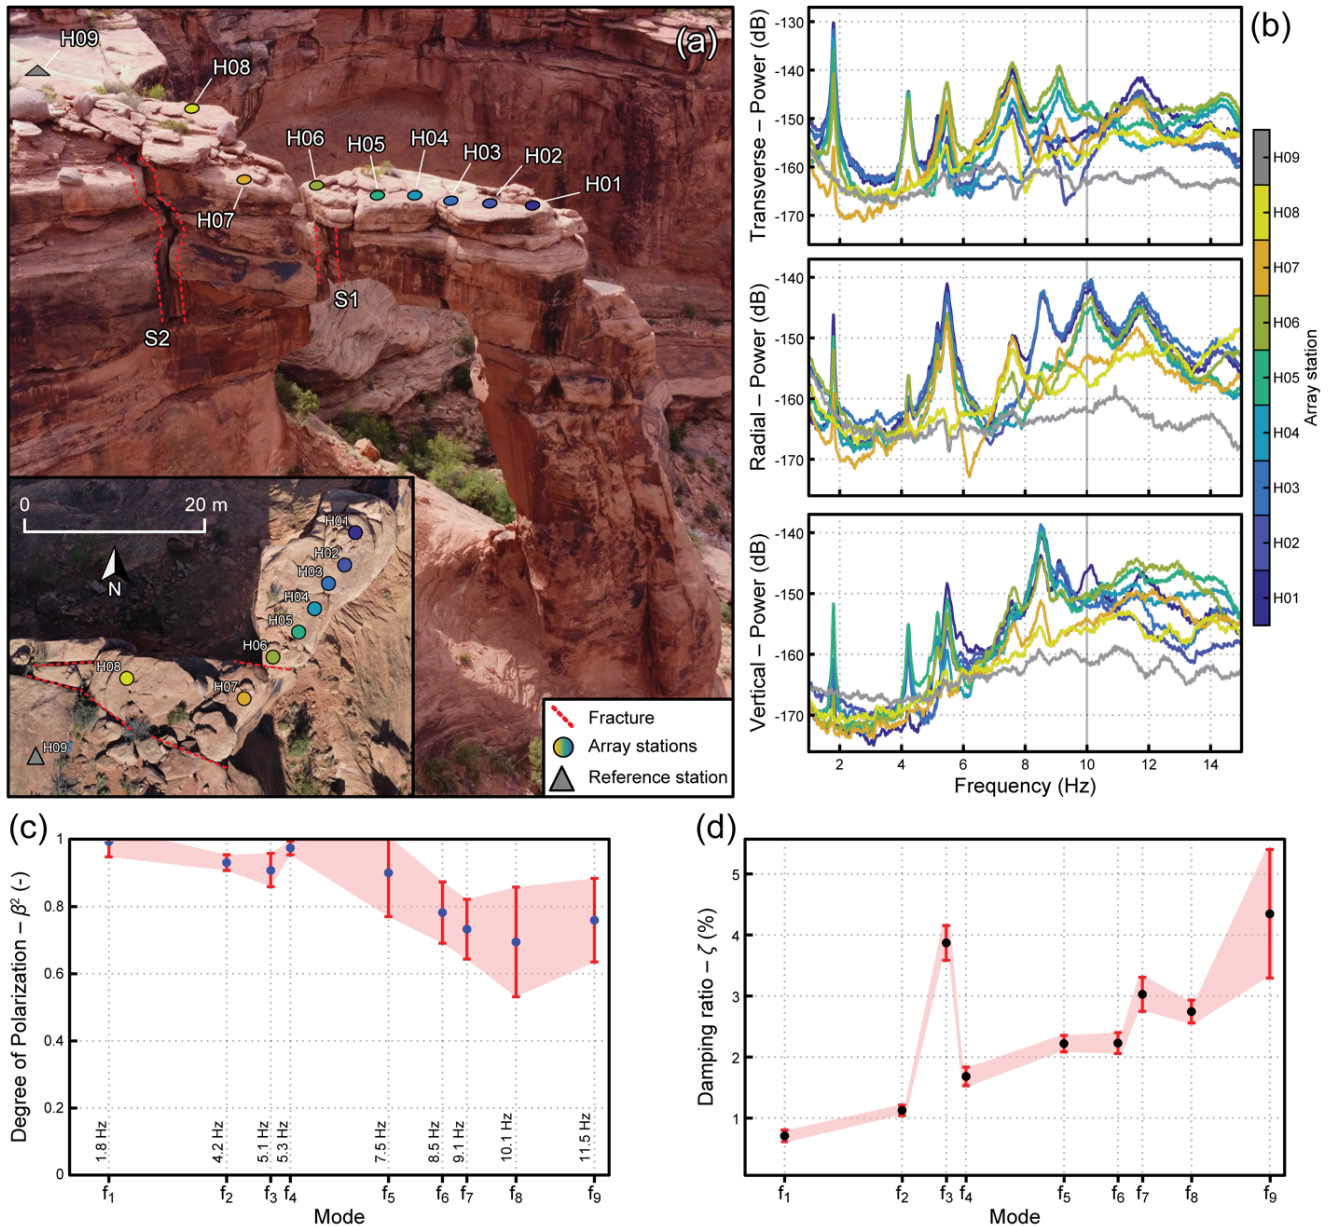 (a)
H09
H08
H06
H05
H04
H03
H02
H01
H07
S1
S2
0
20 m
N
H01
H02
H03
H04
H05
H06
H08
H07
H09
Fracture
Array stations
Reference station
(b)
Transverse – Power (dB)
-130
-140
-150
-160
-170
Radial – Power (dB)
-140
-150
-160
-170
Vertical – Power (dB)
-140
-150
-160
-170
2 4 6 8 10 12 14
Frequency (Hz)
H09
H08
H07
H06
H05
H04
H03
H02
H01
Array station
(c)
Degree of Polarization – β² (-)
1
0.8
0.6
0.4
0.2
0
1.8 Hz
4.2 Hz
5.1 Hz
5.3 Hz
7.5 Hz
8.5 Hz
9.1 Hz
10.1 Hz
11.5 Hz
f₁ f₂ f₃ f₄ f₅ f₆ f₇ f₈ f₉
Mode
(d)
Damping ratio – ζ (%)
5
4
3
2
1
f₁ f₂ f₃ f₄ f₅ f₆ f₇ f₈ f₉
Mode